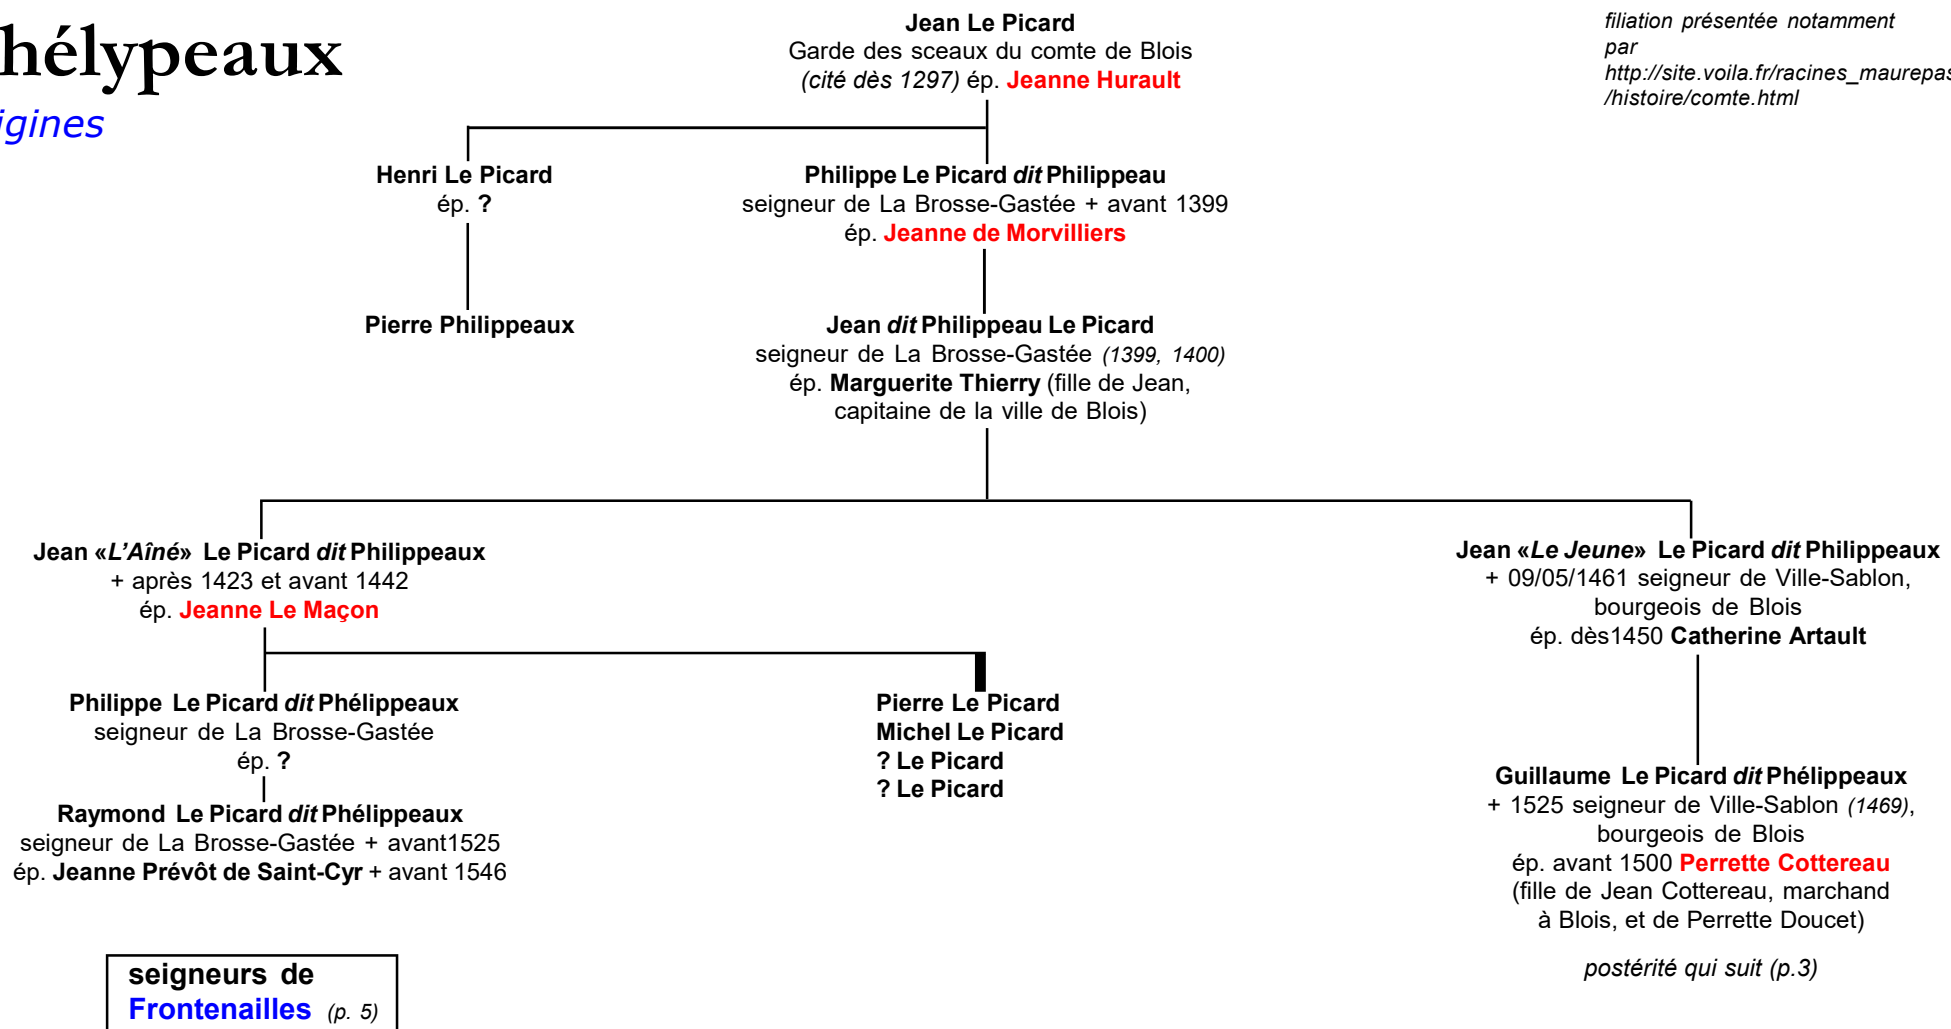 hélypeaux
igines
Jean Le Picard
Garde des sceaux du comte de Blois
(cité dès 1297) ép. Jeanne Hurault
filiation présentée notamment
par
http://site.voila.fr/racines_maurepas
/histoire/comte.html
Henri Le Picard
ép. ?
Philippe Le Picard dit Philippeau
seigneur de La Brosse-Gastée + avant 1399
ép. Jeanne de Morvilliers
Pierre Philippeaux
Jean dit Philippeau Le Picard
seigneur de La Brosse-Gastée (1399, 1400)
ép. Marguerite Thierry (fille de Jean,
capitaine de la ville de Blois)
Jean «L'Aîné» Le Picard dit Philippeaux
+ après 1423 et avant 1442
ép. Jeanne Le Maçon
Jean «Le Jeune» Le Picard dit Philippeaux
+ 09/05/1461 seigneur de Ville-Sablon,
bourgeois de Blois
ép. dès1450 Catherine Artault
Philippe Le Picard dit Phélippeaux
seigneur de La Brosse-Gastée
ép. ?
Pierre Le Picard
Michel Le Picard
? Le Picard
? Le Picard
Raymond Le Picard dit Phélippeaux
seigneur de La Brosse-Gastée + avant1525
ép. Jeanne Prévôt de Saint-Cyr + avant 1546
Guillaume Le Picard dit Phélippeaux
+ 1525 seigneur de Ville-Sablon (1469),
bourgeois de Blois
ép. avant 1500 Perrette Cottereau
(fille de Jean Cottereau, marchand
à Blois, et de Perrette Doucet)
postérité qui suit (p.3)
seigneurs de
Frontenailles (p. 5)